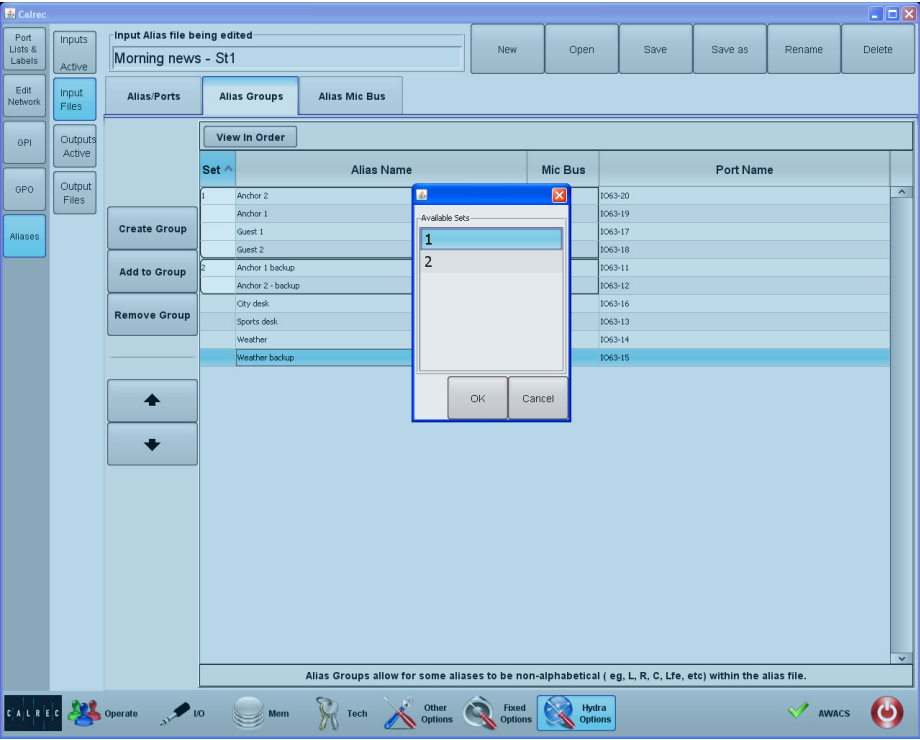 Calrec
Port Lists & Labels
Edit Network
GPI
GPO
Aliases
Inputs Active
Input Files
Outputs Active
Output Files
Input Alias file being edited
Morning news - St1
New
Open
Save
Save as
Rename
Delete
Alias/Ports
Alias Groups
Alias Mic Bus
View In Order
Create Group
Add to Group
Remove Group
Set Alias Name Mic Bus Port Name
1 Anchor 2 IO63-20
Anchor 1 IO63-19
Guest 1 IO63-17
Guest 2 IO63-18
2 Anchor 1 backup IO63-11
Anchor 2 - backup IO63-12
City desk IO63-16
Sports desk IO63-13
Weather IO63-14
Weather backup IO63-15
Available Sets
1
2
OK
Cancel
Alias Groups allow for some aliases to be non-alphabetical ( eg, L, R, C, Lfe, etc) within the alias file.
CALREC
Operate
I/O
Mem
Tech
Other Options
Fixed Options
Hydra Options
AWACS